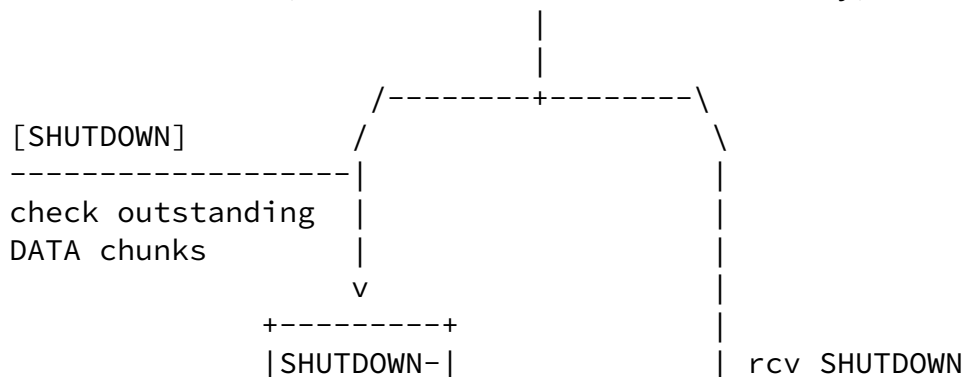 |
                              |
                     /--------+--------\
[SHUTDOWN]          /                   \
-------------------|                    |
check outstanding  |                    |
DATA chunks        |                    |
                   v                    |
              +---------+               |
              |SHUTDOWN-|               | rcv SHUTDOWN